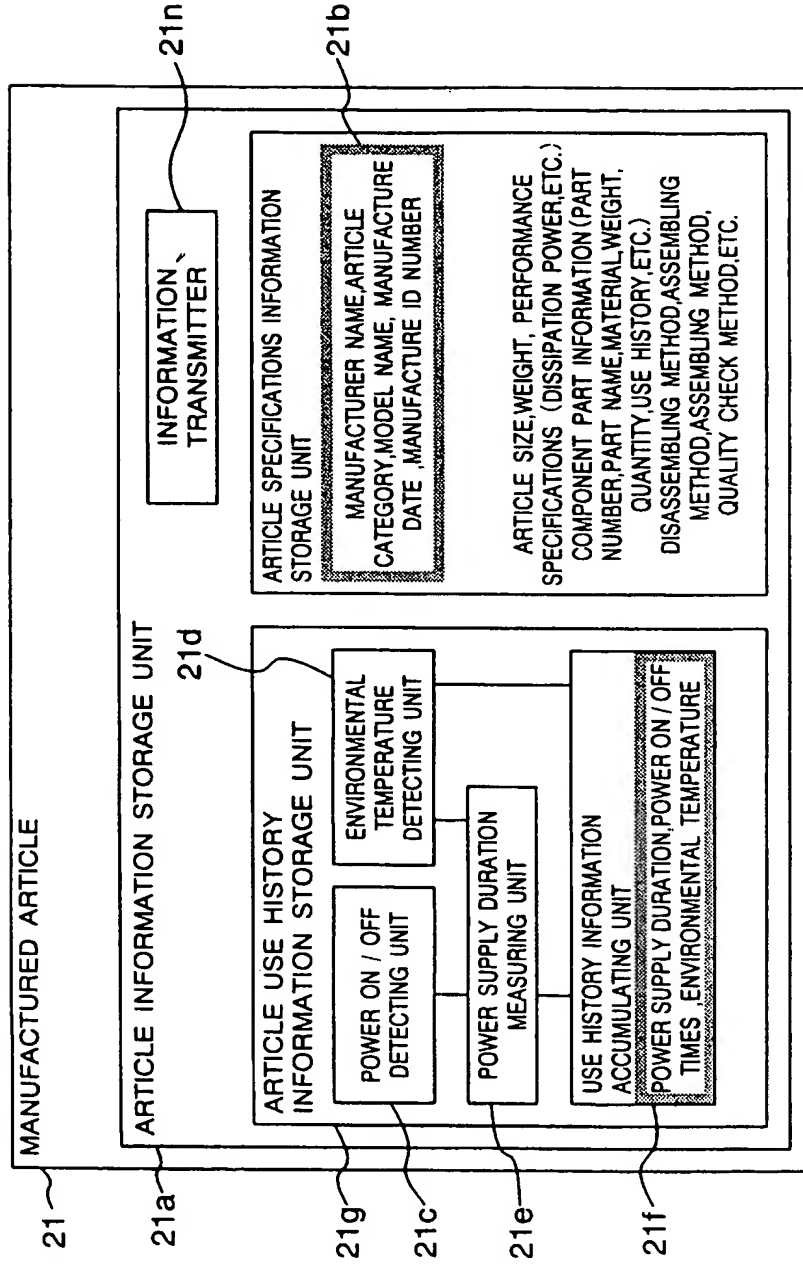 21
MANUFACTURED ARTICLE
21a
ARTICLE INFORMATION STORAGE UNIT
INFORMATION
TRANSMITTER
21n
21g
ARTICLE USE HISTORY
INFORMATION STORAGE UNIT
21c
POWER ON / OFF
DETECTING UNIT
21d
ENVIRONMENTAL
TEMPERATURE
DETECTING UNIT
21e
POWER SUPPLY DURATION
MEASURING UNIT
21f
USE HISTORY INFORMATION
ACCUMULATING UNIT
POWER SUPPLY DURATION,POWER ON / OFF
TIMES ,ENVIRONMENTAL TEMPERATURE
ARTICLE SPECIFICATIONS INFORMATION
STORAGE UNIT
21b
MANUFACTURER NAME,ARTICLE
CATEGORY,MODEL NAME, MANUFACTURE
DATE ,MANUFACTURE ID NUMBER
ARTICLE SIZE,WEIGHT, PERFORMANCE
SPECIFICATIONS (DISSIPATION POWER,ETC.)
COMPONENT PART INFORMATION (PART
NUMBER,PART NAME,MATERIAL,WEIGHT,
QUANTITY,USE HISTORY,ETC.)
DISASSEMBLING METHOD,ASSEMBLING
METHOD,ASSEMBLING METHOD,
QUALITY CHECK METHOD,ETC.